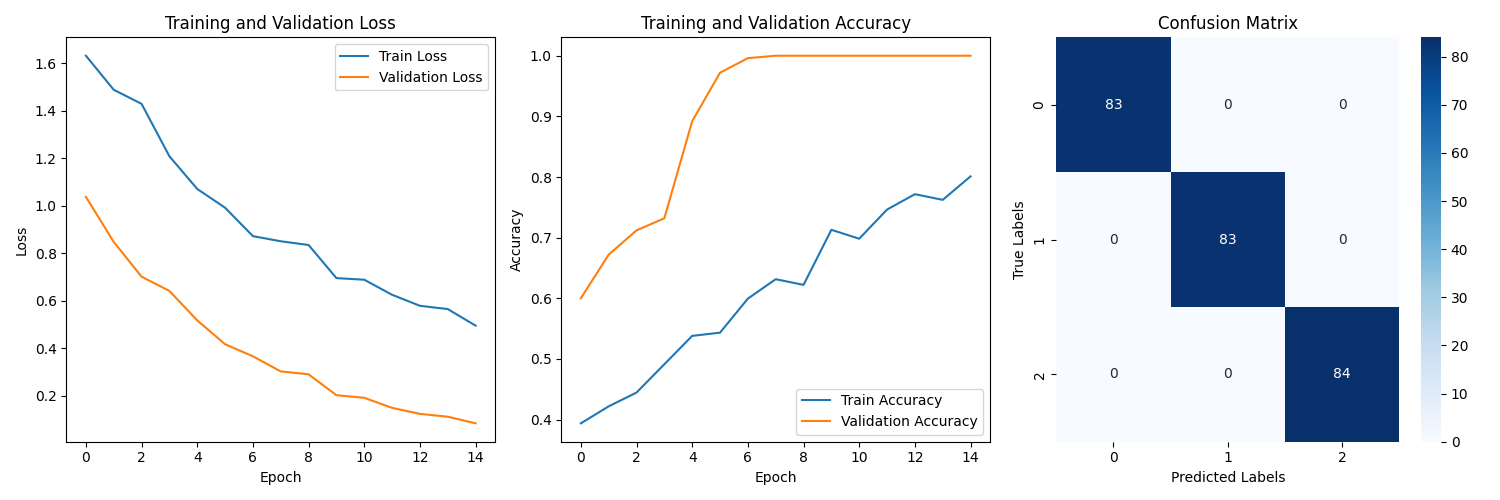 Training and Validation Loss
Train Loss
Validation Loss
1.6
1.4
1.2
1.0
0.8
0.6
0.4
0.2
Loss
0 2 4 6 8 10 12 14
Epoch
Training and Validation Accuracy
1.0
0.9
0.8
0.7
0.6
0.5
0.4
Accuracy
Train Accuracy
Validation Accuracy
0 2 4 6 8 10 12 14
Epoch
Confusion Matrix
True Labels
0
83 0 0
1
0 83 0
2
0 0 84
0 1 2
Predicted Labels
80
70
60
50
40
30
20
10
0